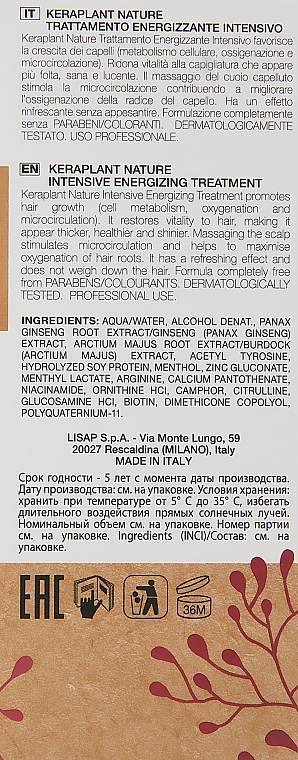 IT KERAPLANT NATURE
TRATTAMENTO ENERGIZZANTE INTENSIVO
Keraplant Nature Trattamento Energizzante Intensivo favorisce
la crescita dei capelli (metabolismo cellulare, ossigenazione e
microcircolazione). Ridona vitalità alla capigliatura che appare
più folta, sana e lucente. Il massaggio del cuoio capelluto
stimola la microcircolazione contribuendo a migliorare
l'ossigenazione della radice del capello. Ha un effetto
rinfrescante senza appesantire. Formulazione completamente
senza PARABENI/COLORANTI. DERMATOLOGICAMENTE
TESTATO. USO PROFESSIONALE.
EN KERAPLANT NATURE
INTENSIVE ENERGIZING TREATMENT
Keraplant Nature Intensive Energizing Treatment promotes
hair growth (cell metabolism, oxygenation and
microcirculation). It restores vitality to hair, making it
appear thicker, healthier and shinier. Massaging the scalp
stimulates microcirculation and helps to maximise
oxygenation of hair roots. It has a refreshing effect and
does not weigh down the hair. Formula completely free
from PARABENS/COLOURANTS. DERMATOLOGICALLY
TESTED. PROFESSIONAL USE.
INGREDIENTS: AQUA/WATER, ALCOHOL DENAT., PANAX
GINSENG ROOT EXTRACT/GINSENG (PANAX GINSENG)
EXTRACT, ARCTIUM MAJUS ROOT EXTRACT/BURDOCK
(ARCTIUM MAJUS) EXTRACT, ACETYL TYROSINE,
HYDROLYZED SOY PROTEIN, MENTHOL, ZINC GLUCONATE,
MENTHYL LACTATE, ARGININE, CALCIUM PANTOTHENATE,
NIACINAMIDE, ORNITHINE HCl, CAMPHOR, CITRULLINE,
GLUCOSAMINE HCl, BIOTIN, DIMETHICONE COPOLYOL,
POLYQUATERNIUM-11.
LISAP S.p.A. - Via Monte Lungo, 59
20027 Rescaldina (MILANO), Italy
MADE IN ITALY
Срок годности - 5 лет с момента даты производства.
Дату производства: см. на упаковке. Условия хранения:
хранить при температуре от 5° C до 35° C, избегать
длительного воздействия прямых солнечных лучей.
Номинальный объем см. на упаковке. Номер партии
см. на упаковке. Ingredients (INCI)/Состав: см. на
упаковке.
EAC
36M